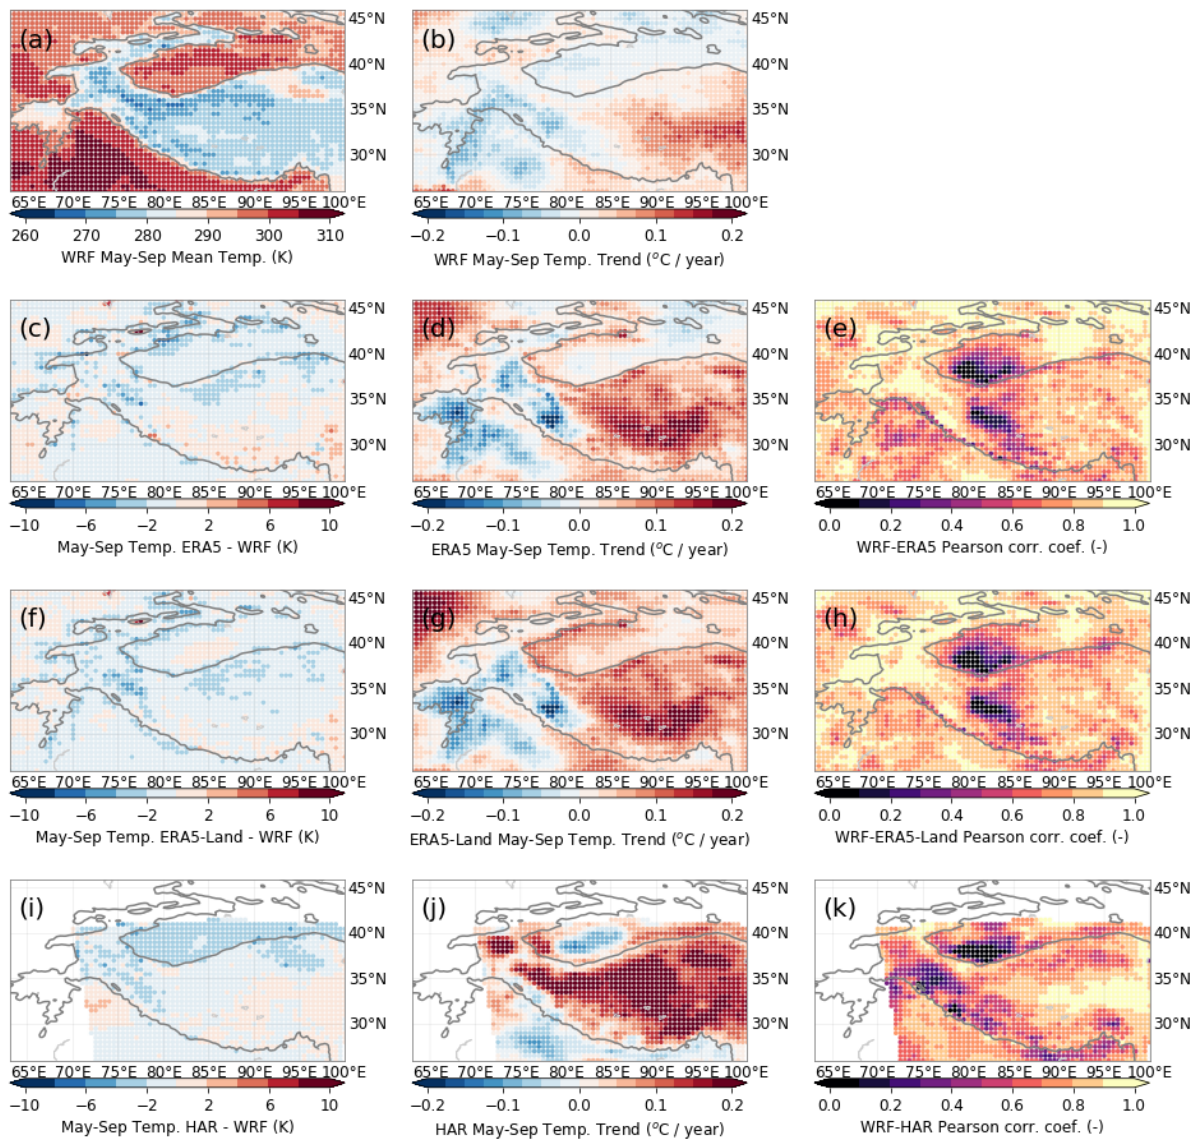 (a)
45°N
40°N
35°N
30°N
65°E 70°E 75°E 80°E 85°E 90°E 95°E 100°E
260 270 280 290 300 310
WRF May-Sep Mean Temp. (K)
(b)
45°N
40°N
35°N
30°N
65°E 70°E 75°E 80°E 85°E 90°E 95°E 100°E
−0.2 −0.1 0.0 0.1 0.2
WRF May-Sep Temp. Trend (°C / year)
(c)
45°N
40°N
35°N
30°N
65°E 70°E 75°E 80°E 85°E 90°E 95°E 100°E
−10 −6 −2 2 6 10
May-Sep Temp. ERA5 - WRF (K)
(d)
45°N
40°N
35°N
30°N
65°E 70°E 75°E 80°E 85°E 90°E 95°E 100°E
−0.2 −0.1 0.0 0.1 0.2
ERA5 May-Sep Temp. Trend (°C / year)
(e)
45°N
40°N
35°N
30°N
65°E 70°E 75°E 80°E 85°E 90°E 95°E 100°E
0.0 0.2 0.4 0.6 0.8 1.0
WRF-ERA5 Pearson corr. coef. (-)
(f)
45°N
40°N
35°N
30°N
65°E 70°E 75°E 80°E 85°E 90°E 95°E 100°E
−10 −6 −2 2 6 10
May-Sep Temp. ERA5-Land - WRF (K)
(g)
45°N
40°N
35°N
30°N
65°E 70°E 75°E 80°E 85°E 90°E 95°E 100°E
−0.2 −0.1 0.0 0.1 0.2
ERA5-Land May-Sep Temp. Trend (°C / year)
(h)
45°N
40°N
35°N
30°N
65°E 70°E 75°E 80°E 85°E 90°E 95°E 100°E
0.0 0.2 0.4 0.6 0.8 1.0
WRF-ERA5-Land Pearson corr. coef. (-)
(i)
45°N
40°N
35°N
30°N
65°E 70°E 75°E 80°E 85°E 90°E 95°E 100°E
−10 −6 −2 2 6 10
May-Sep Temp. HAR - WRF (K)
(j)
45°N
40°N
35°N
30°N
65°E 70°E 75°E 80°E 85°E 90°E 95°E 100°E
−0.2 −0.1 0.0 0.1 0.2
HAR May-Sep Temp. Trend (°C / year)
(k)
45°N
40°N
35°N
30°N
65°E 70°E 75°E 80°E 85°E 90°E 95°E 100°E
0.0 0.2 0.4 0.6 0.8 1.0
WRF-HAR Pearson corr. coef. (-)